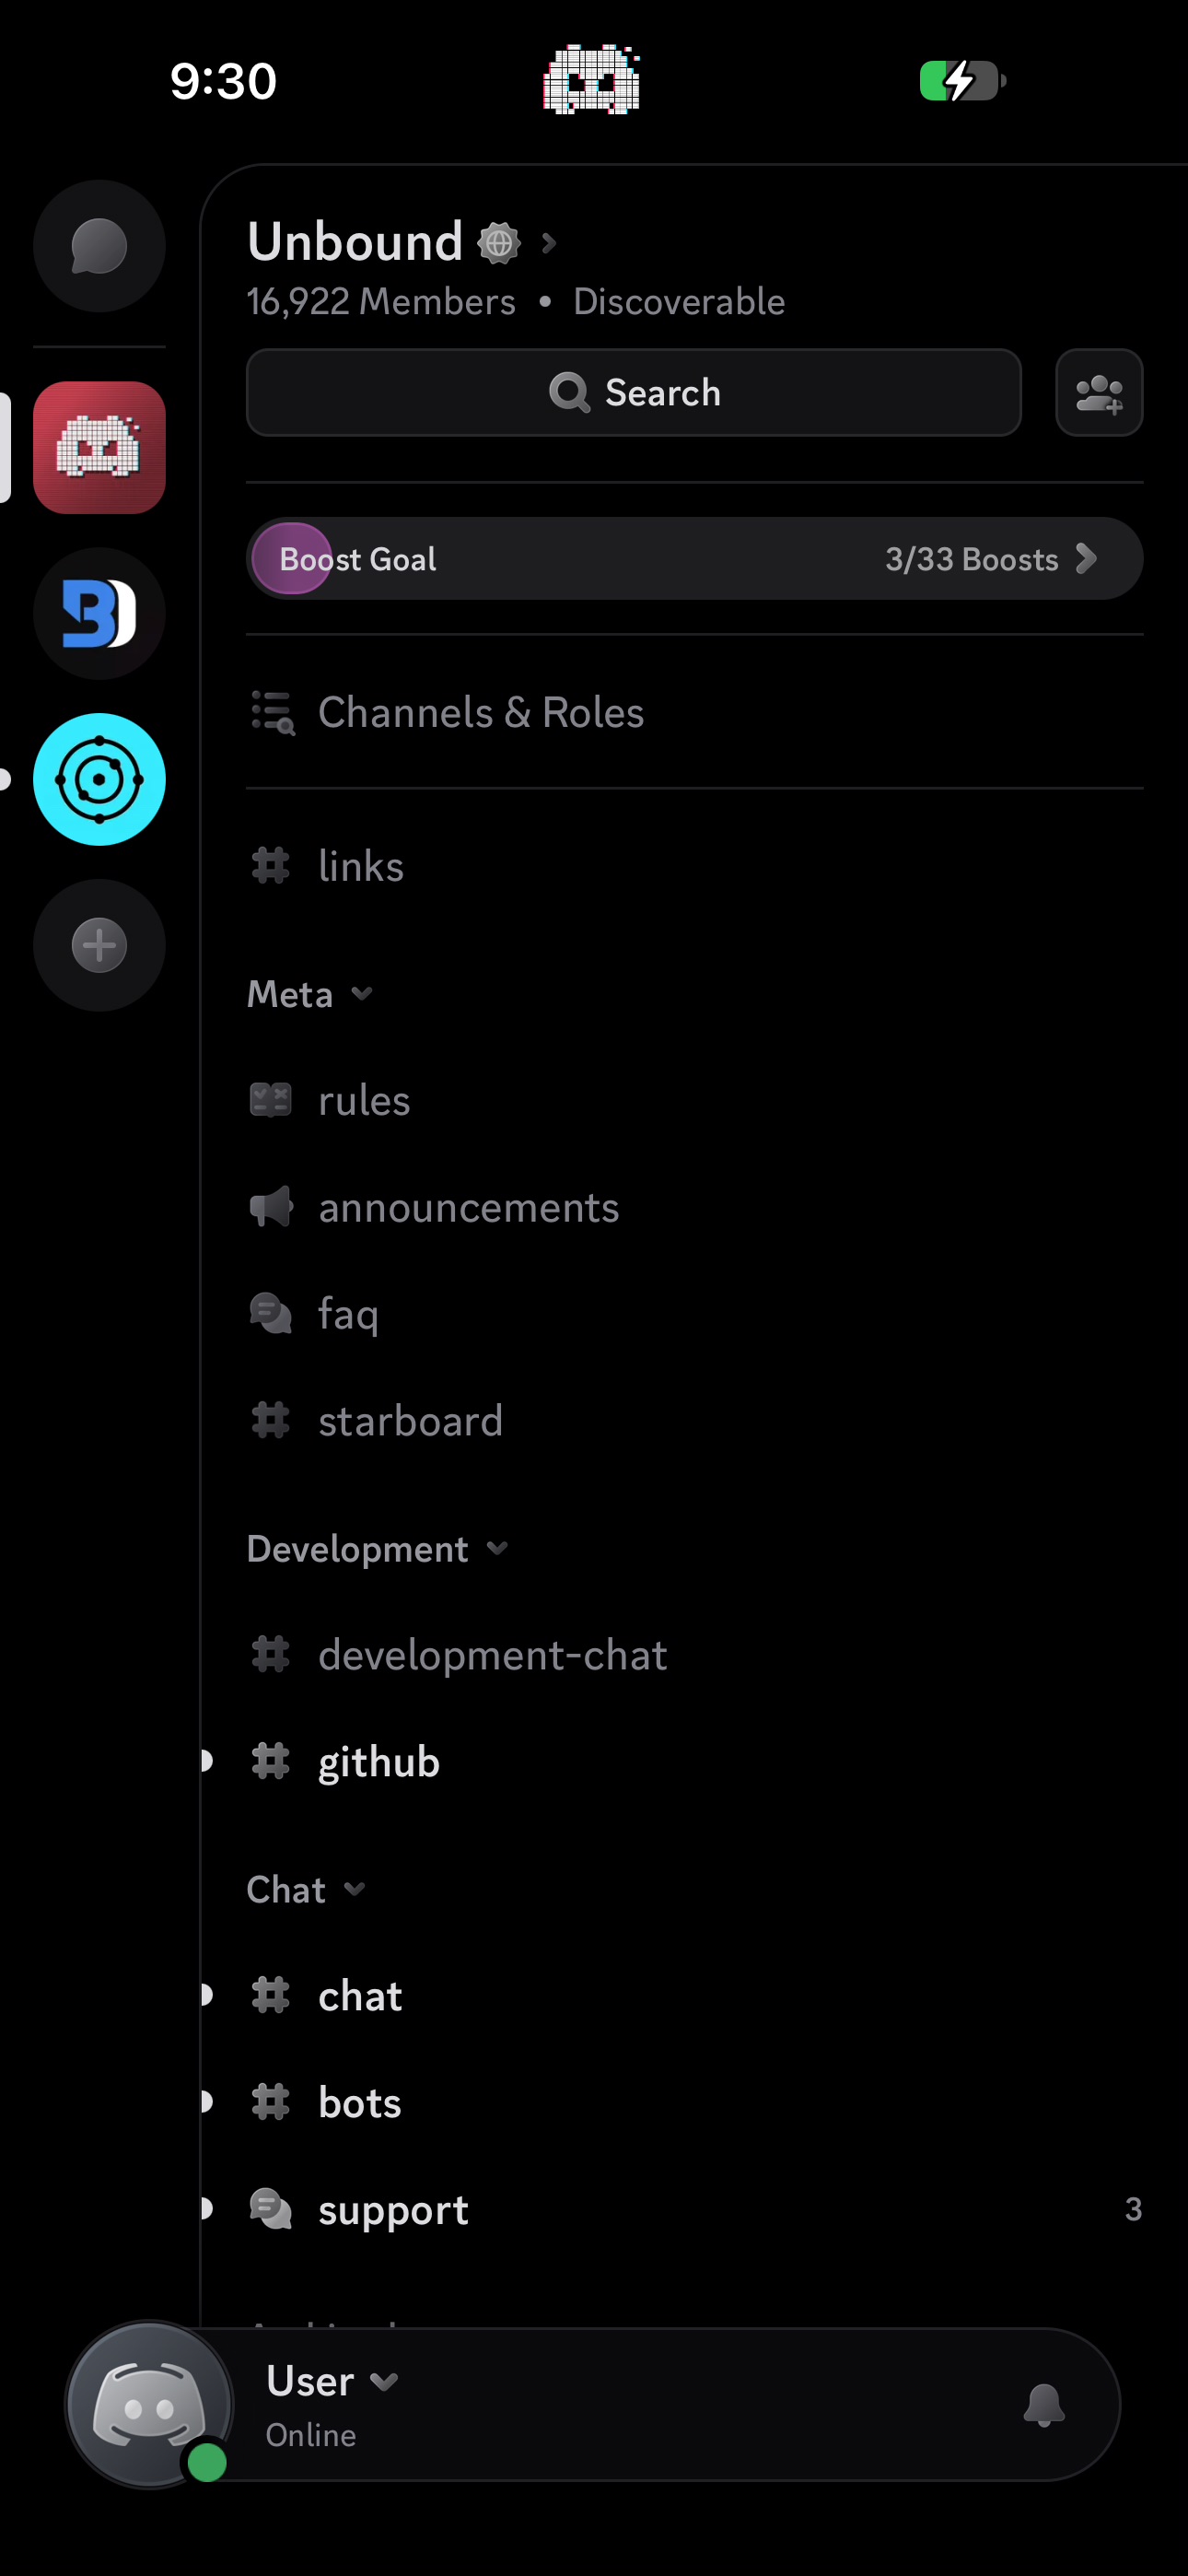 9:30
Unbound
16,922 Members • Discoverable
Search
Boost Goal
3/33 Boosts
Channels & Roles
links
Meta
rules
announcements
faq
starboard
Development
development-chat
github
Chat
chat
bots
support
3
User
Online